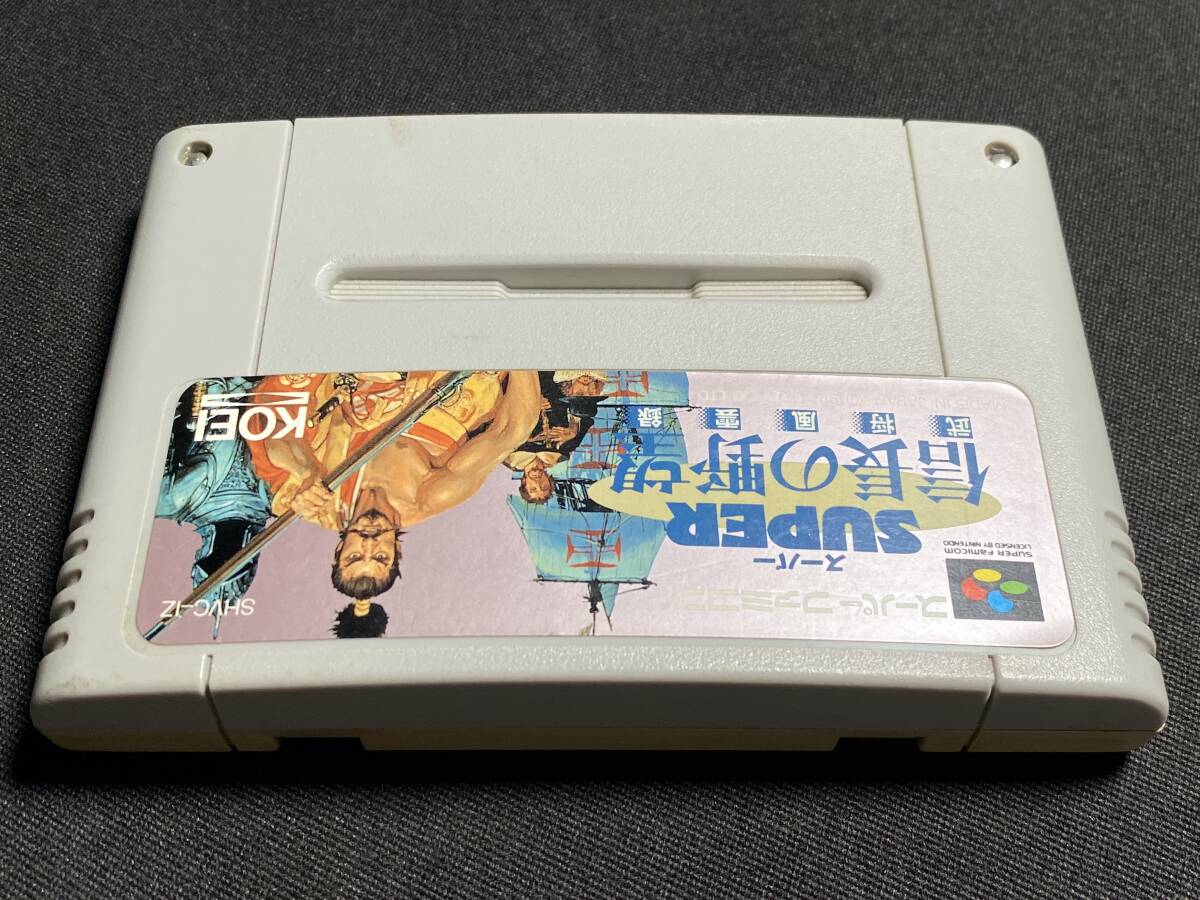 スーパーファミコン
SUPER FAMICOM
LICENSED BY NINTENDO
スーパー
SUPER
信長の野望
武将風雲録
SHVC-IZ
KOEI